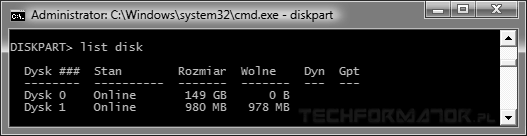 Administrator: C:\Windows\system32\cmd.exe - diskpart
DISKPART> list disk
Dysk ### Stan Rozmiar Wolne Dyn Gpt
-------- ---------- ------- ------- --- ---
Dysk 0 Online 149 GB 0 B
Dysk 1 Online 980 MB 978 MB
TECHFORMATOR.PL